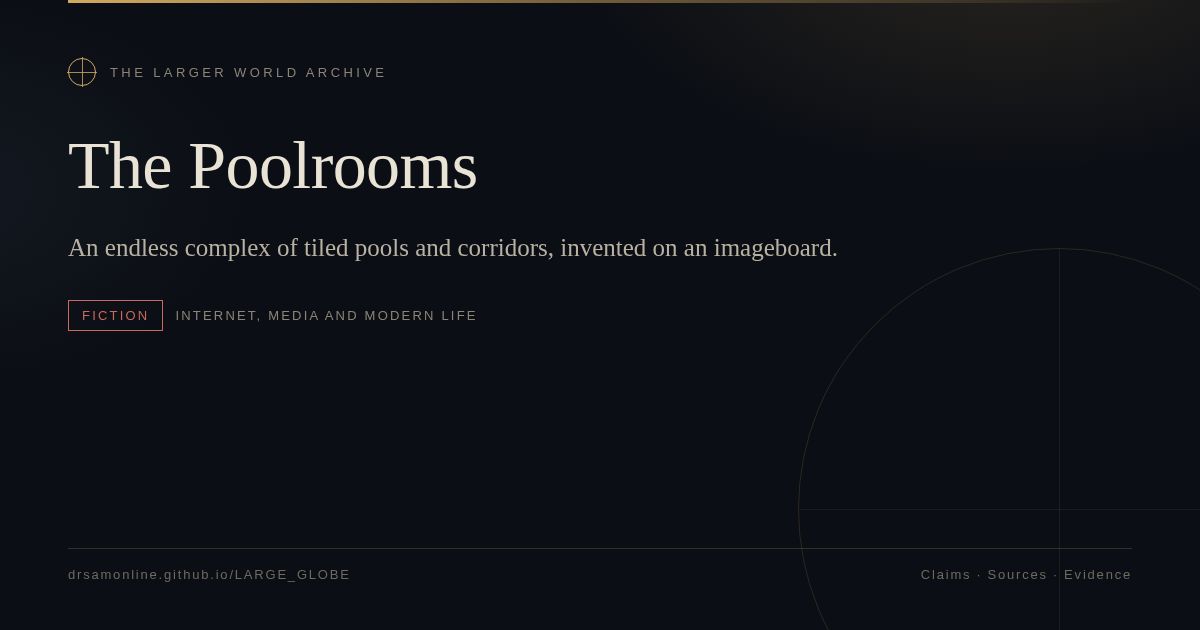 THE LARGER WORLD ARCHIVE
The Poolrooms
An endless complex of tiled pools and corridors, invented on an imageboard.
FICTION INTERNET, MEDIA AND MODERN LIFE
drsamonline.github.io/LARGE_GLOBE Claims · Sources · Evidence